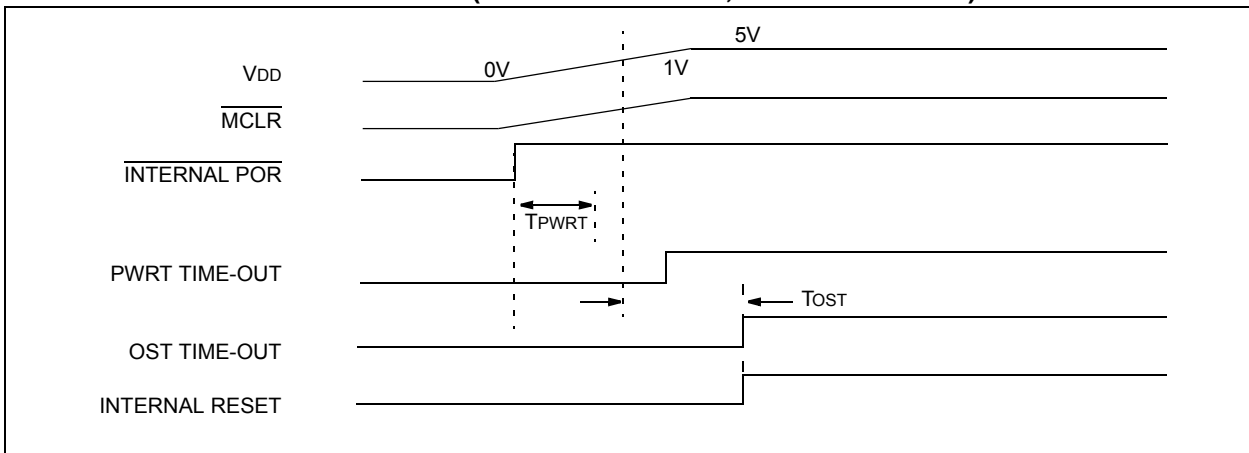 5V
VDD
0V
1V
MCLR
INTERNAL POR
TPWRT
PWRT TIME-OUT
TOST
OST TIME-OUT
INTERNAL RESET